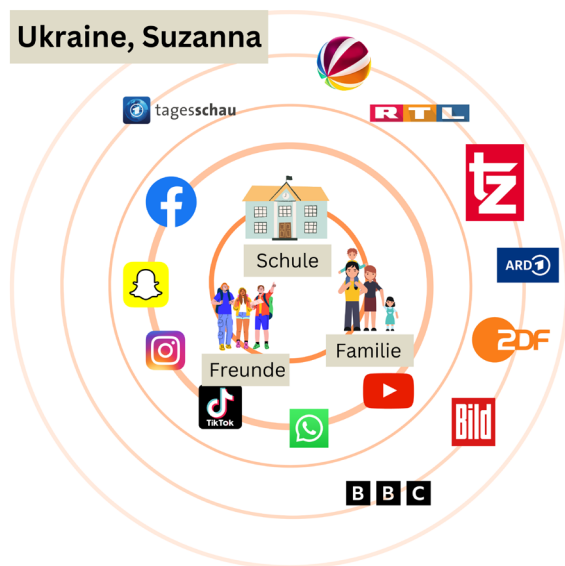 Ukraine, Suzanna
tagesschau
RTL
tz
Schule
ARD
Familie
ZDF
Freunde
TikTok
Bild
BBC